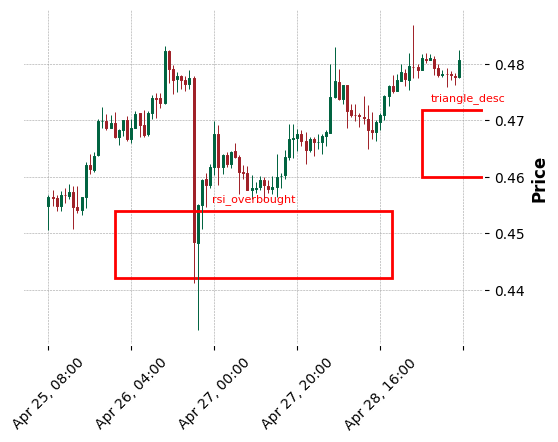 0.48
triangle_desc
0.47
0.46
rsi_overbought
0.45
0.44
Price
Apr 25, 08:00
Apr 26, 04:00
Apr 27, 00:00
Apr 27, 20:00
Apr 28, 16:00